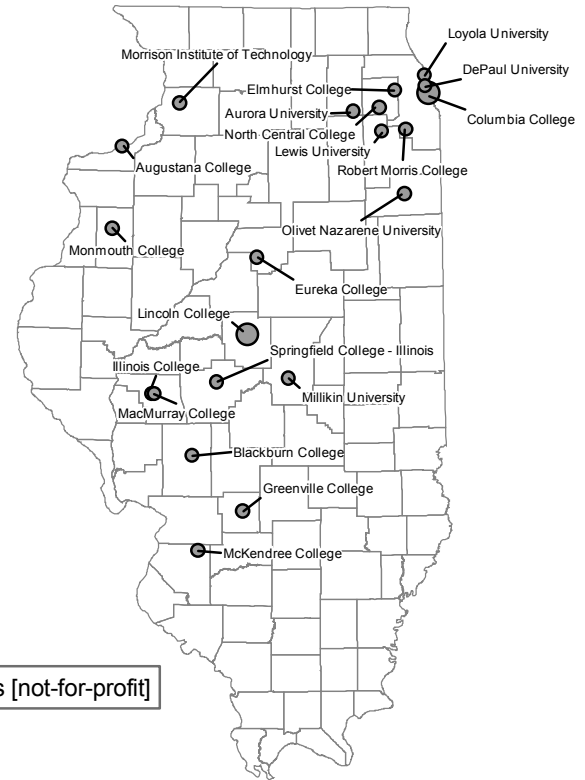 Loyola University
Morrison Institute of Technology
DePaul University
Elmhurst College
Aurora University
Columbia College
North Central College
Lewis University
Robert Morris College
Augustana College
Olivet Nazarene University
Monmouth College
Eureka College
Lincoln College
Springfield College - Illinois
Illinois College
Millikin University
MacMurray College
Blackburn College
Greenville College
McKendree College
s [not-for-profit]